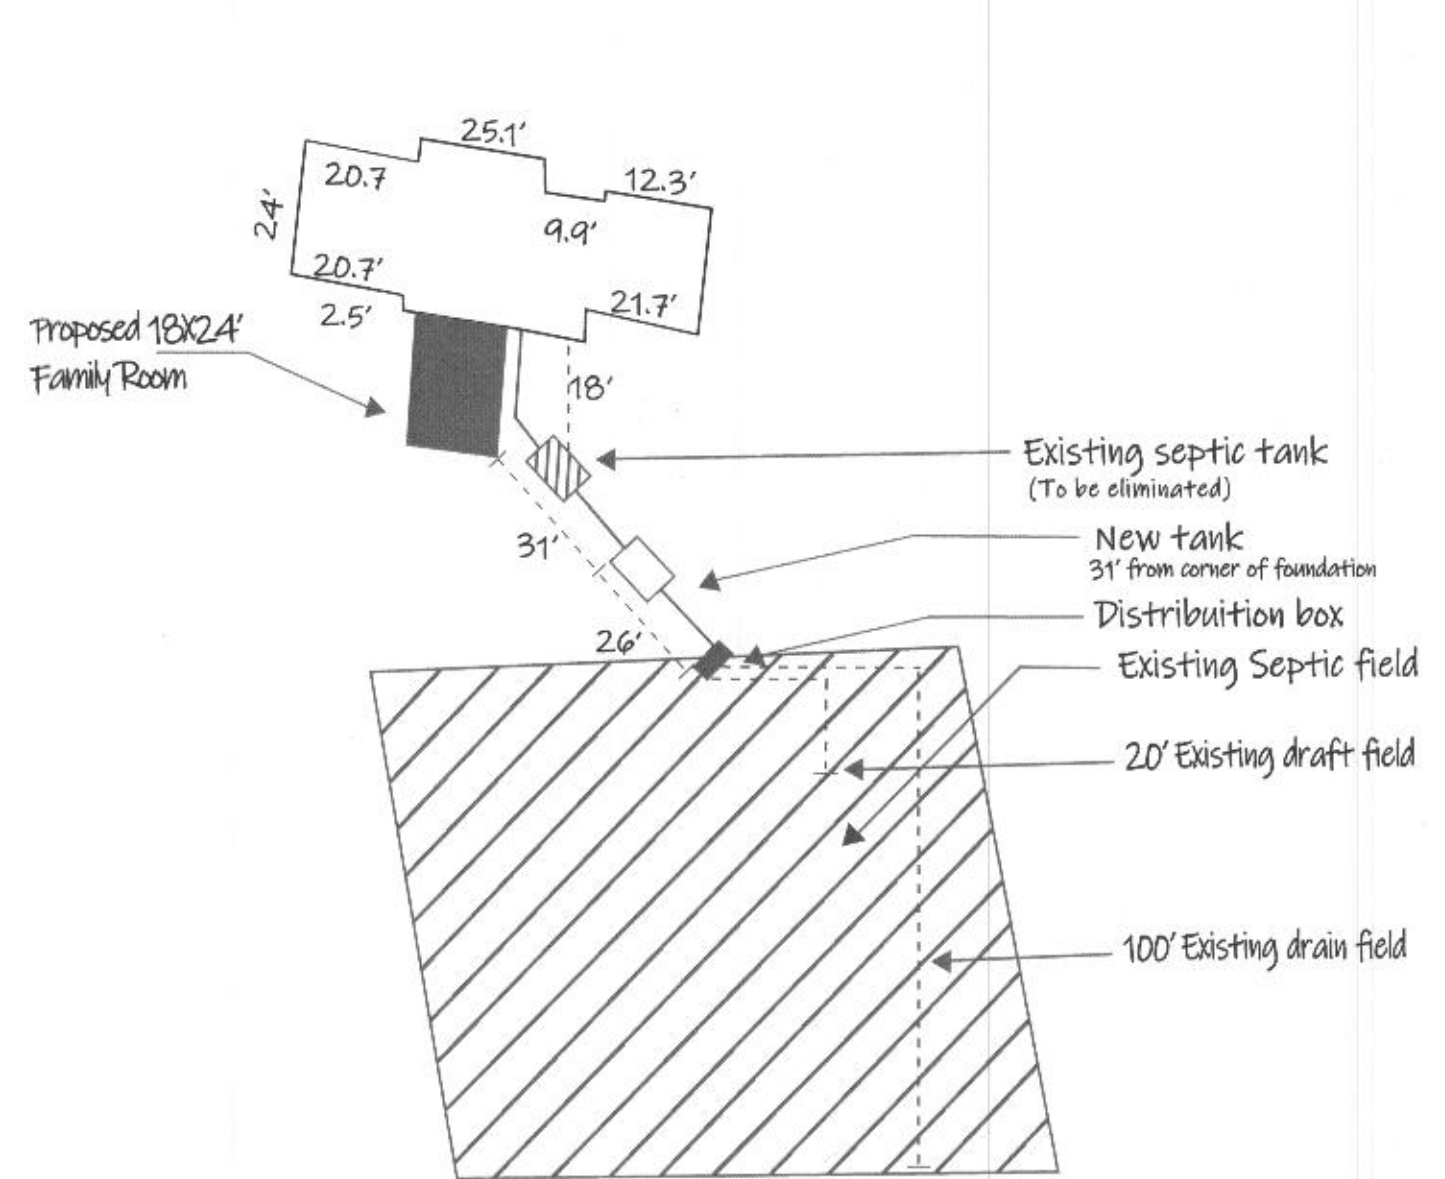 25.1'
20.7
12.3'
24'
9.9'
20.7'
21.7'
2.5'
Proposed 18X24'
Family Room
18'
Existing septic tank
(To be eliminated)
31'
New tank
31' from corner of foundation
Distribuition box
26'
Existing Septic field
20' Existing draft field
100' Existing drain field